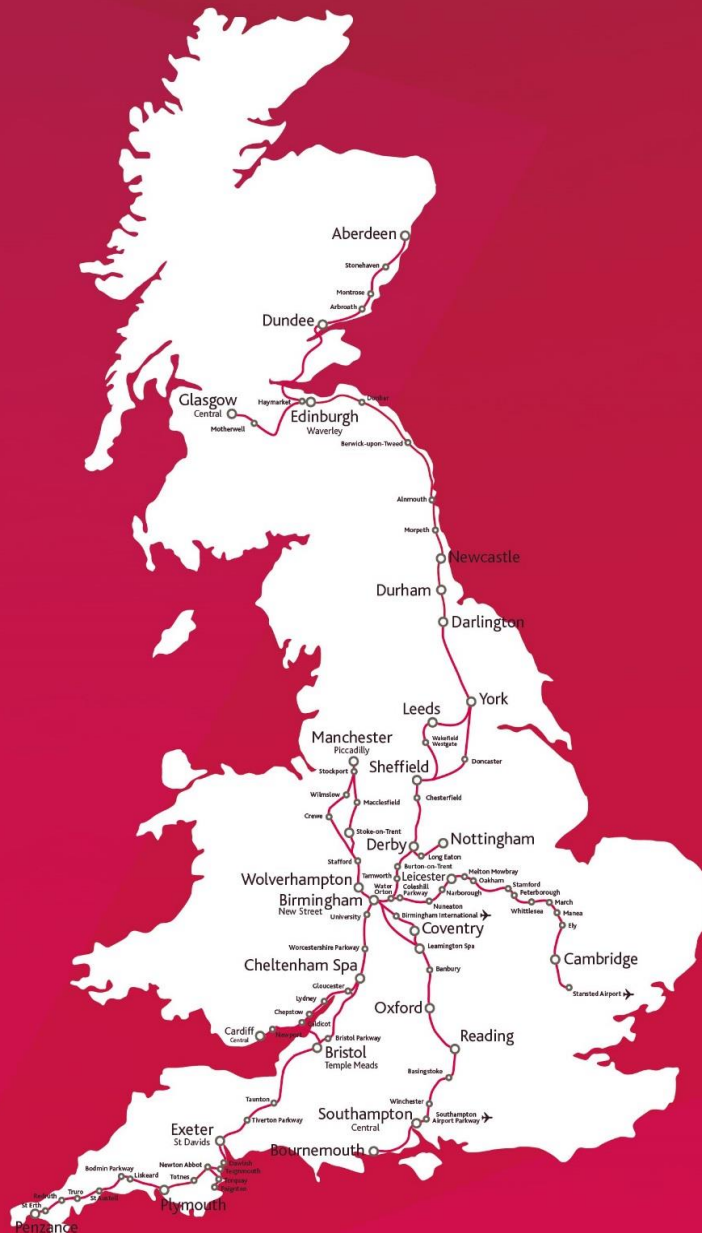 Aberdeen
Stonehaven
Montrose
Arbroath
Dundee
Glasgow
Central
Motherwell
Haymarket
Edinburgh
Waverley
Dunbar
Berwick-upon-Tweed
Alnmouth
Morpeth
Newcastle
Durham
Darlington
York
Leeds
Wakefield
Westgate
Doncaster
Manchester
Piccadilly
Stockport
Sheffield
Chesterfield
Wilmslow
Macclesfield
Crewe
Stoke-on-Trent
Stafford
Derby
Nottingham
Long Eaton
Burton-on-Trent
Tamworth
Wolverhampton
Birmingham
New Street
Water
Orton
Coleshill
Parkway
Leicester
Narborough
Nuneaton
Melton Mowbray
Oakham
Stamford
Peterborough
Whittlesea
March
Manea
Ely
Cambridge
Stansted Airport
University
Birmingham International
Coventry
Leamington Spa
Banbury
Worcestershire Parkway
Cheltenham Spa
Gloucester
Lydney
Chepstow
Caldicot
Newport
Cardiff
Central
Bristol Parkway
Bristol
Temple Meads
Oxford
Reading
Basingstoke
Winchester
Southampton
Airport Parkway
Southampton
Central
Bournemouth
Taunton
Tiverton Parkway
Exeter
St Davids
Dawlish
Teignmouth
Newton Abbot
Torquay
Paignton
Totnes
Plymouth
Liskeard
Bodmin Parkway
St Austell
Truro
Redruth
St Erth
Penzance